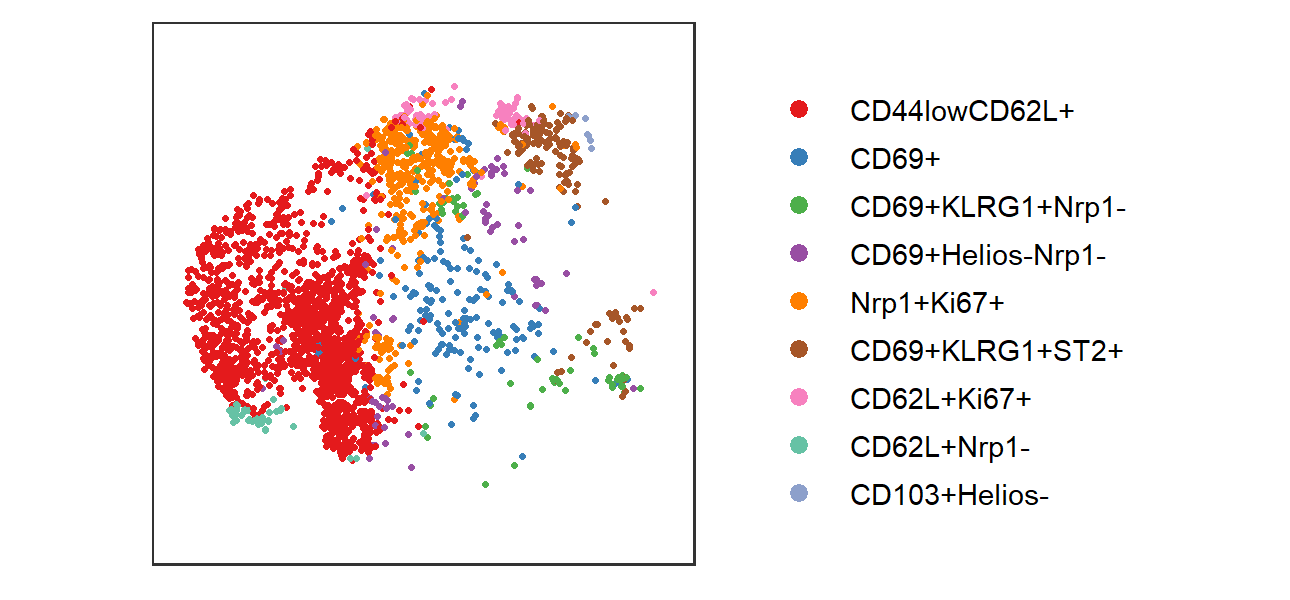 CD44lowCD62L+
CD69+
CD69+KLRG1+Nrp1-
CD69+Helios-Nrp1-
Nrp1+Ki67+
CD69+KLRG1+ST2+
CD62L+Ki67+
CD62L+Nrp1-
CD103+Helios-